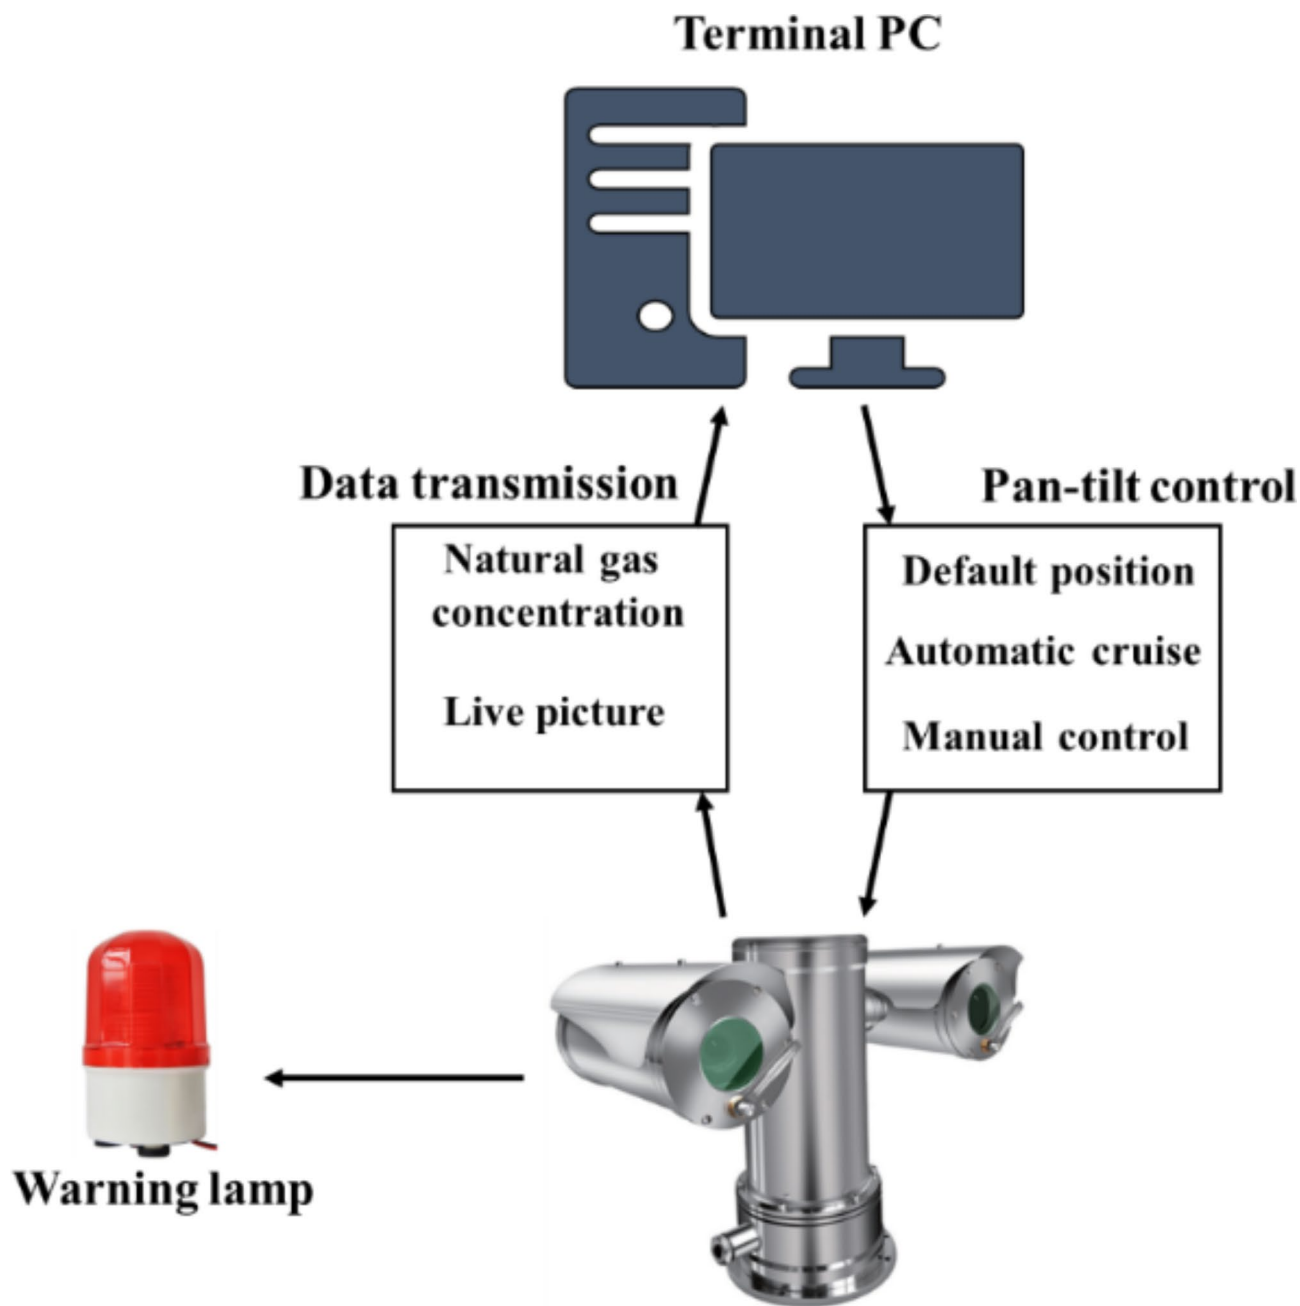 Terminal PC
Data transmission
Natural gas
concentration
Live picture
Pan-tilt control
Default position
Automatic cruise
Manual control
Warning lamp